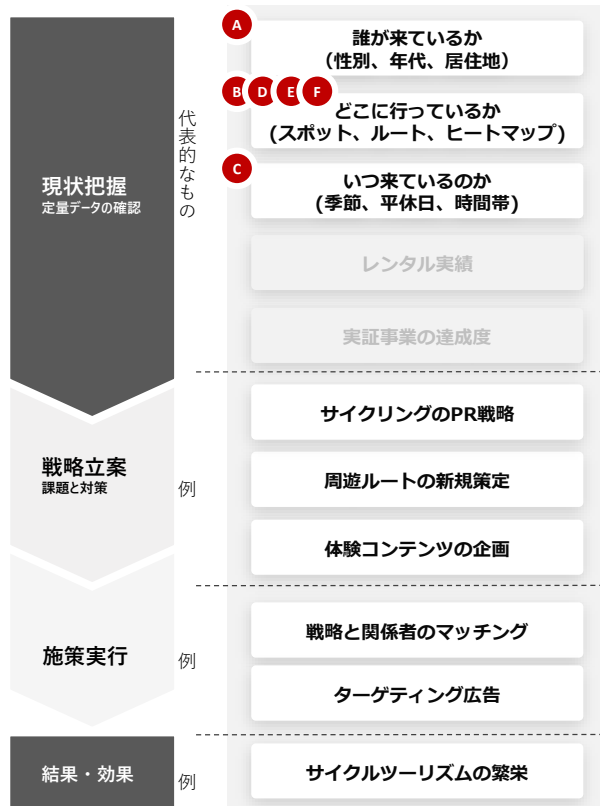 A
誰が来ているか
(性別、年代、居住地)
B D E F
どこに行っているか
(スポット、ルート、ヒートマップ)
代表的なもの
現状把握
定量データの確認
C
いつ来ているのか
(季節、平休日、時間帯)
レンタル実績
実証事業の達成度
サイクリングのPR戦略
戦略立案
課題と対策
例
周遊ルートの新規策定
体験コンテンツの企画
戦略と関係者のマッチング
施策実行
例
ターゲティング広告
結果・効果
例
サイクルツーリズムの繁栄